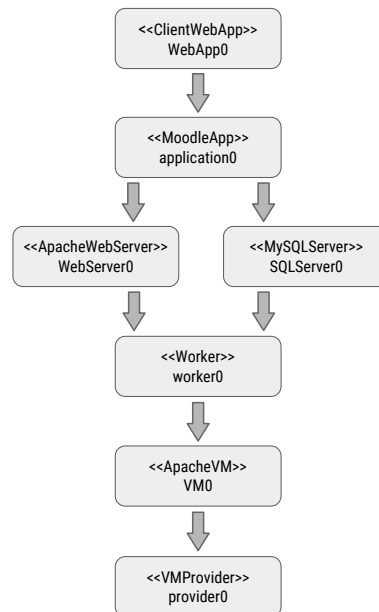 <<ClientWebApp>>
WebApp0
<<MoodleApp>>
application0
<<ApacheWebServer>>
WebServer0
<<MySQLServer>>
SQLServer0
<<Worker>>
worker0
<<ApacheVM>>
VM0
<<VMProvider>>
provider0